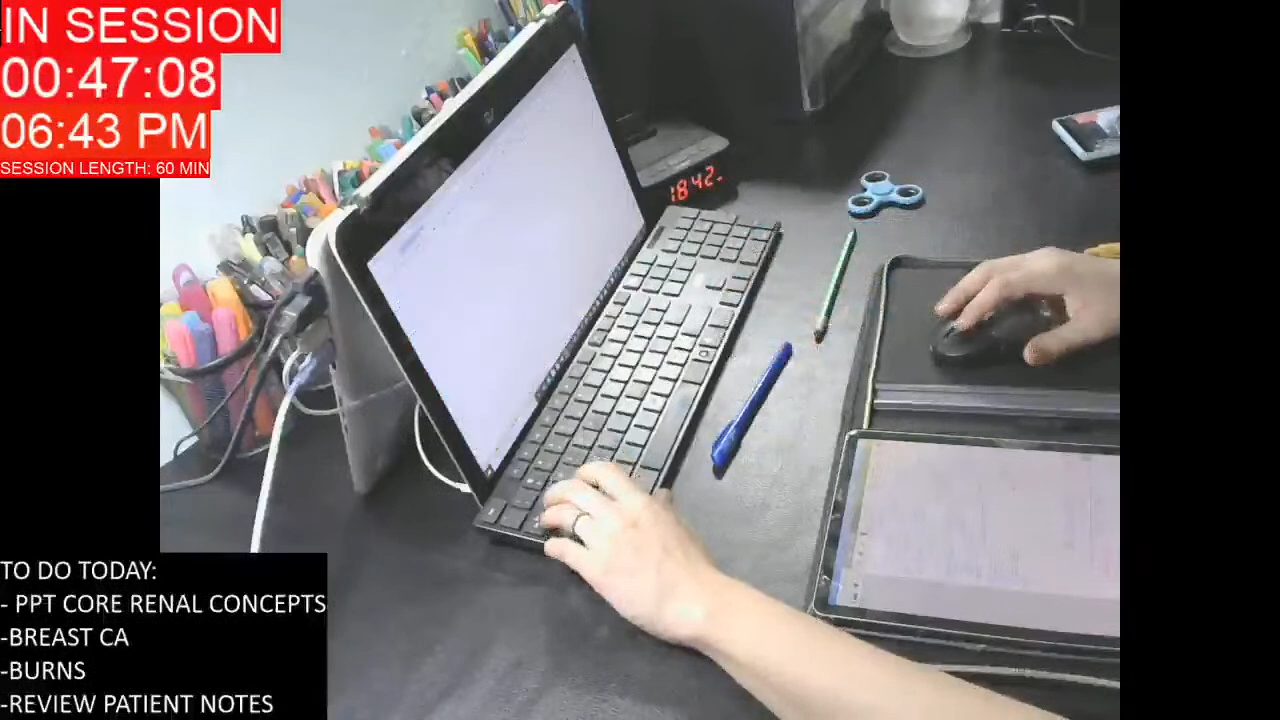 IN SESSION
00:47:08
06:43 PM
SESSION LENGTH: 60 MIN
18:42
TO DO TODAY:
- PPT CORE RENAL CONCEPTS
-BREAST CA
-BURNS
-REVIEW PATIENT NOTES